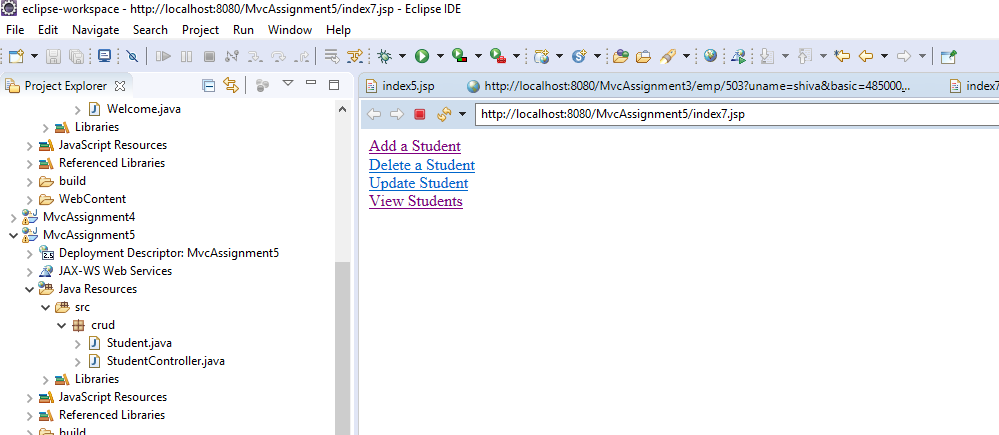 eclipse-workspace - http://localhost:8080/MvcAssignment5/index7.jsp - Eclipse IDE
File Edit Navigate Search Project Run Window Help
Project Explorer
Welcome.java
Libraries
JavaScript Resources
Referenced Libraries
build
WebContent
MvcAssignment4
MvcAssignment5
2.5 Deployment Descriptor: MvcAssignment5
JAX-WS Web Services
Java Resources
src
crud
Student.java
StudentController.java
Libraries
JavaScript Resources
Referenced Libraries
build
index5.jsp http://localhost:8080/MvcAssignment3/emp/503?uname=shiva&basic=485000,... index7
http://localhost:8080/MvcAssignment5/index7.jsp
Add a Student
Delete a Student
Update Student
View Students